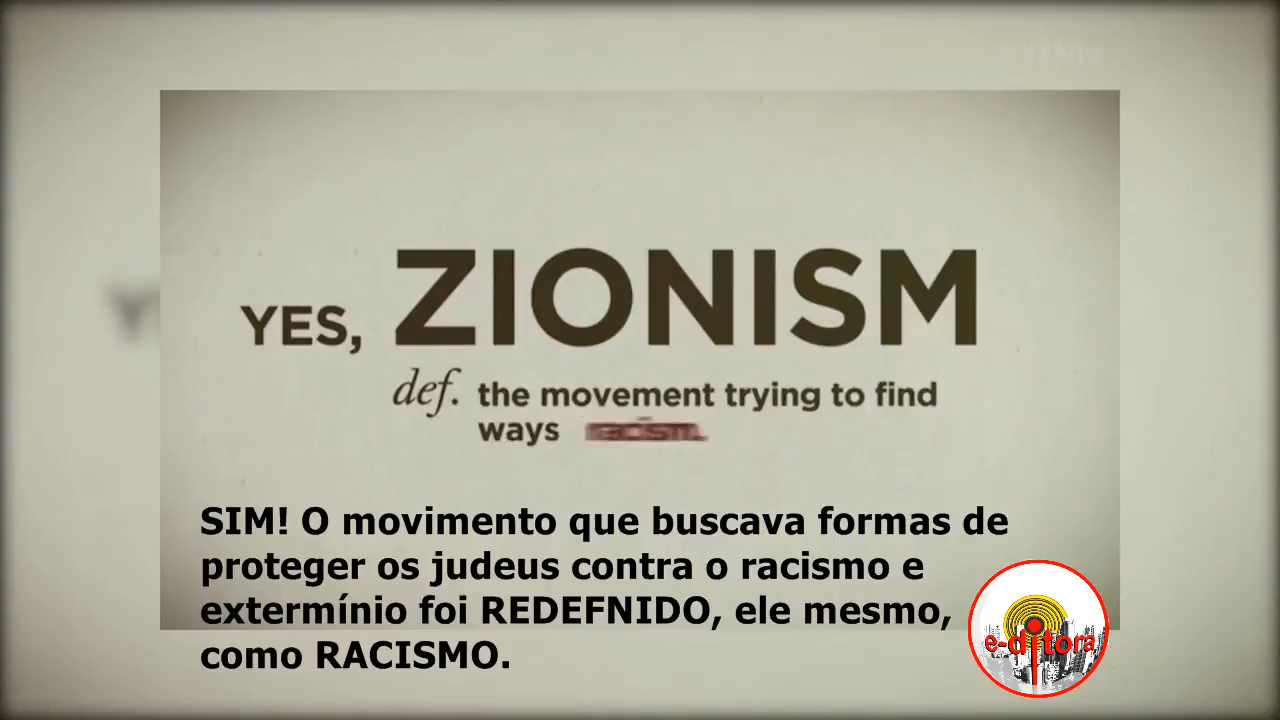 YES, ZIONISM
def. the movement trying to find
ways racism.
SIM! O movimento que buscava formas de
proteger os judeus contra o racismo e
extermínio foi REDEFNIDO, ele mesmo,
como RACISMO.
e-ditora